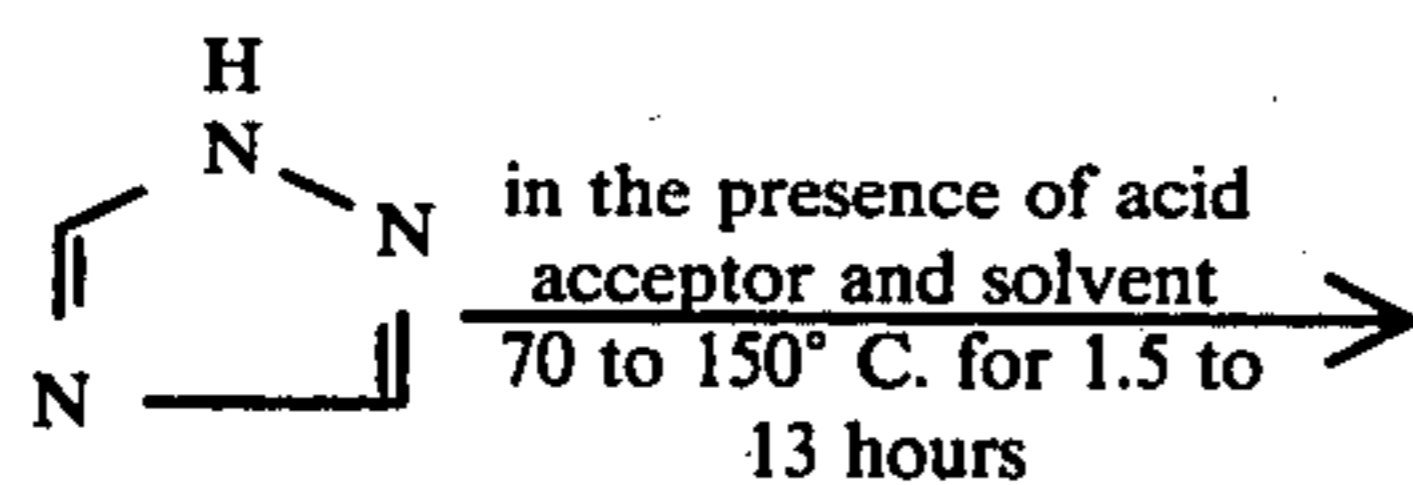 H
N
N
N
in the presence of acid
acceptor and solvent
70 to 150° C. for 1.5 to
13 hours